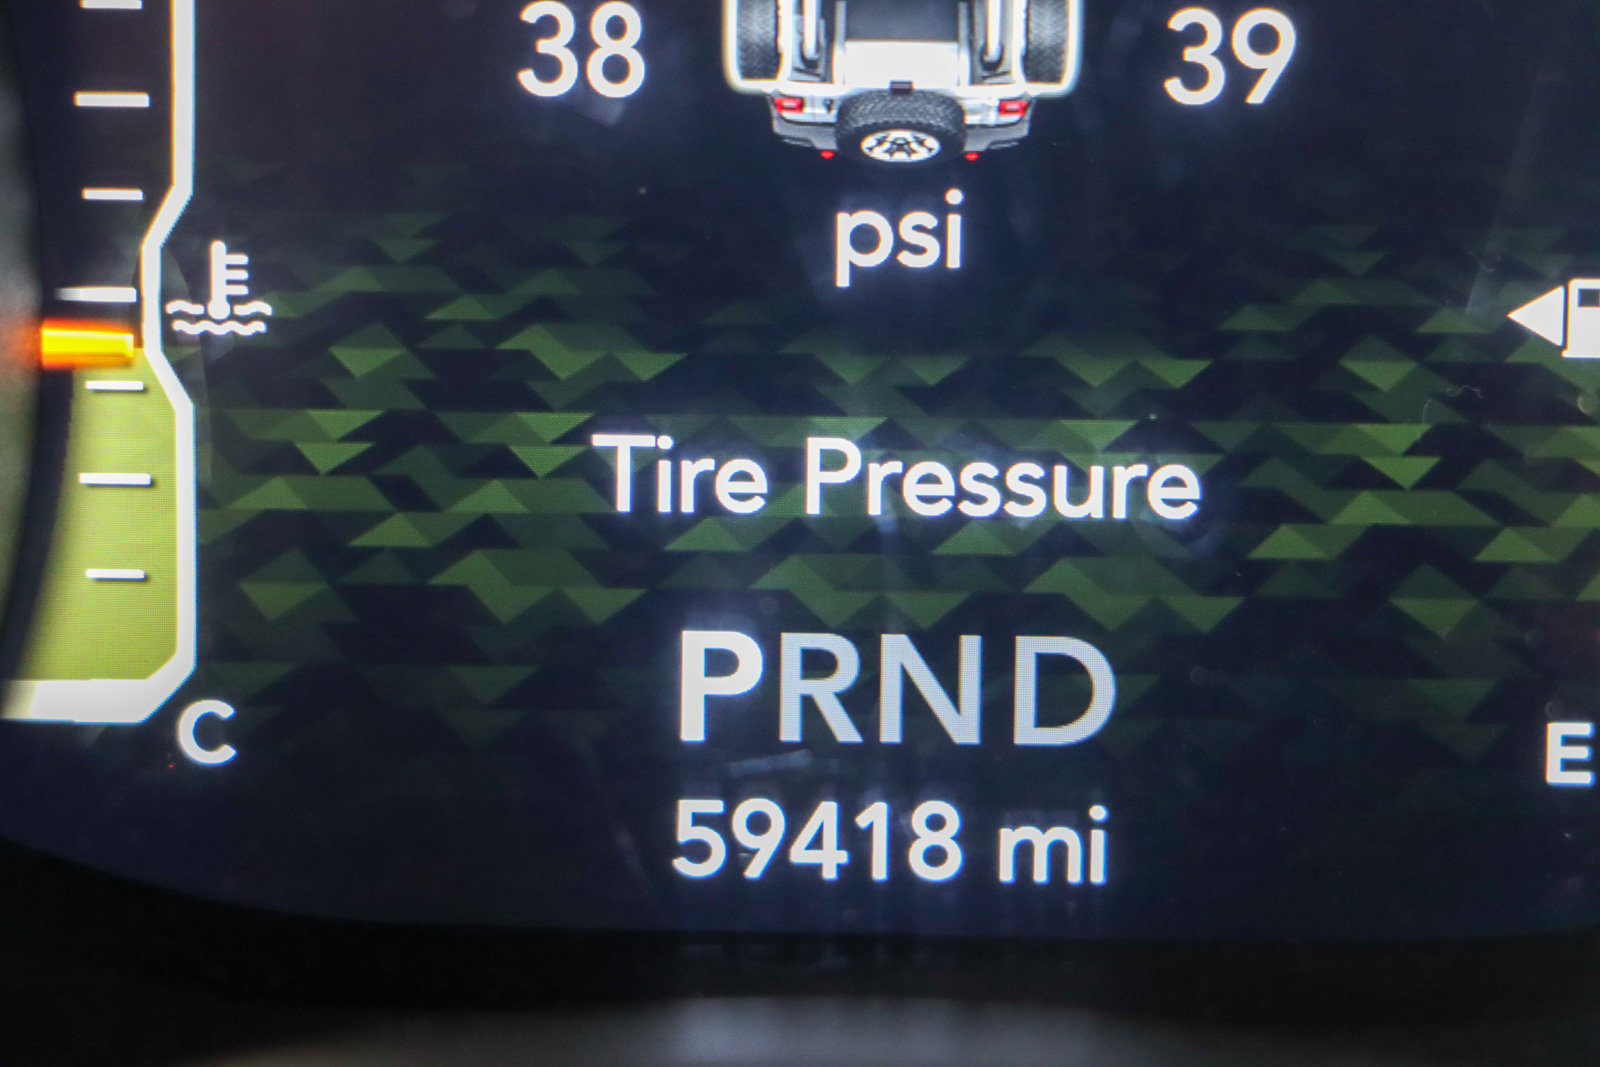 38 39
psi
Tire Pressure
PRND
C E
59418 mi